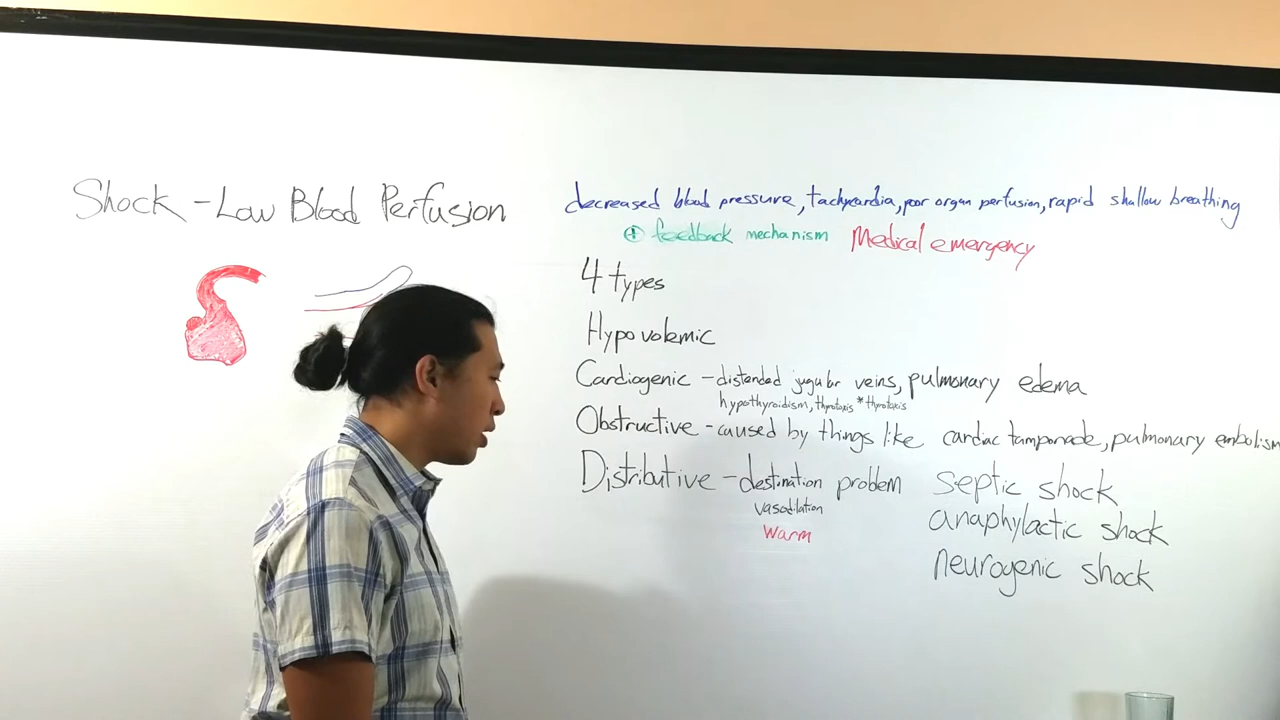 Shock - Low Blood Perfusion
decreased blood pressure, tachycardia, poor organ perfusion, rapid shallow breathing
⊕ feedback mechanism Medical emergency
4 types
Hypovolemic
Cardiogenic - distended jugular veins, pulmonary edema
hypothyroidism, thyrotoxis *thyrotoxis
Obstructive - caused by things like cardiac tamponade, pulmonary embolism
Distributive - destination problem
vasodilation
Warm
septic shock
anaphylactic shock
neurogenic shock